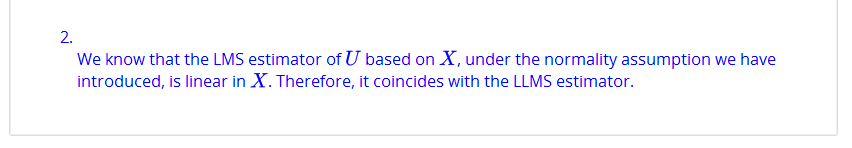 2.
We know that the LMS estimator of U based on X, under the normality assumption we have
introduced, is linear in X. Therefore, it coincides with the LLMS estimator.